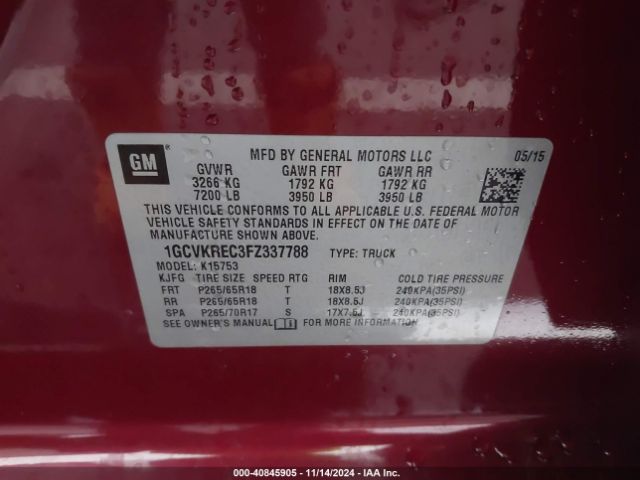 GM
MFD BY GENERAL MOTORS LLC 05/15
GVWR GAWR FRT GAWR RR
3266 KG 1792 KG 1792 KG
7200 LB 3950 LB 3950 LB
THIS VEHICLE CONFORMS TO ALL APPLICABLE U.S. FEDERAL MOTOR
VEHICLE SAFETY STANDARDS IN EFFECT ON THE DATE OF
MANUFACTURE SHOWN ABOVE.
1GCVKREC3FZ337788 TYPE: TRUCK
MODEL: K15753
KJFG TIRE SIZE SPEED RTG RIM COLD TIRE PRESSURE
FRT P265/65R18 T 18X8.5J 240KPA(35PSI)
RR P265/65R18 T 18X8.5J 240KPA(35PSI)
SPA P265/70R17 S 17X7.5J 240KPA(35PSI)
SEE OWNER'S MANUAL FOR MORE INFORMATION
000-40845905 - 11/14/2024 - IAA Inc.